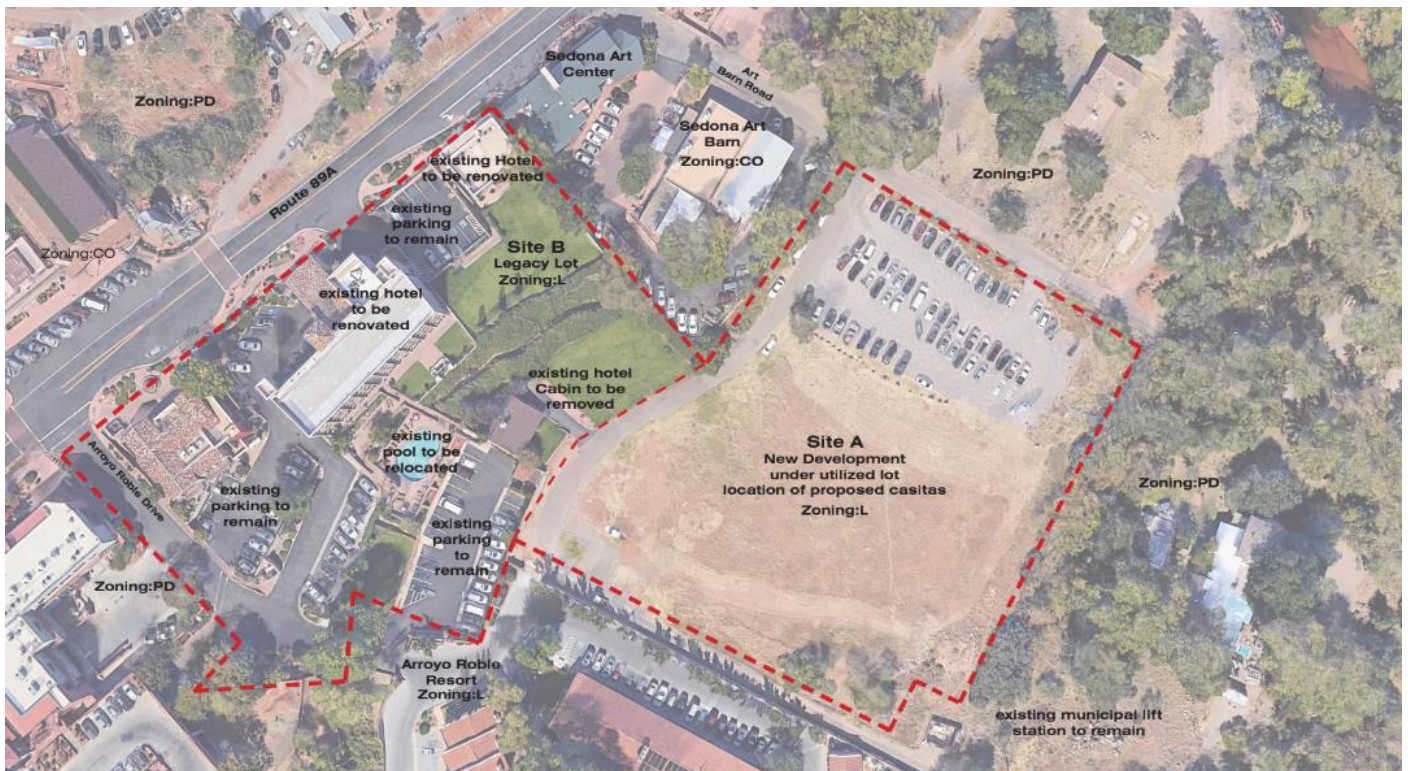 Sedona Art
Center
Art
Barn Road
Zoning:PD
Sedona Art
Barn
Zoning:CO
Route 89A
existing Hotel
to be renovated
Zoning:PD
existing
parking
to remain
Site B
Legacy Lot
Zoning:L
Zoning:CO
existing hotel
to be
renovated
existing hotel
Cabin to be
removed
existing
pool to be
relocated
Site A
New Development
under utilized lot
location of proposed casitas
Zoning:L
Arroyo Roble Drive
existing
parking to
remain
existing
parking
to
remain
Zoning:PD
Zoning:PD
Arroyo Roble
Resort
Zoning:L
existing municipal lift
station to remain